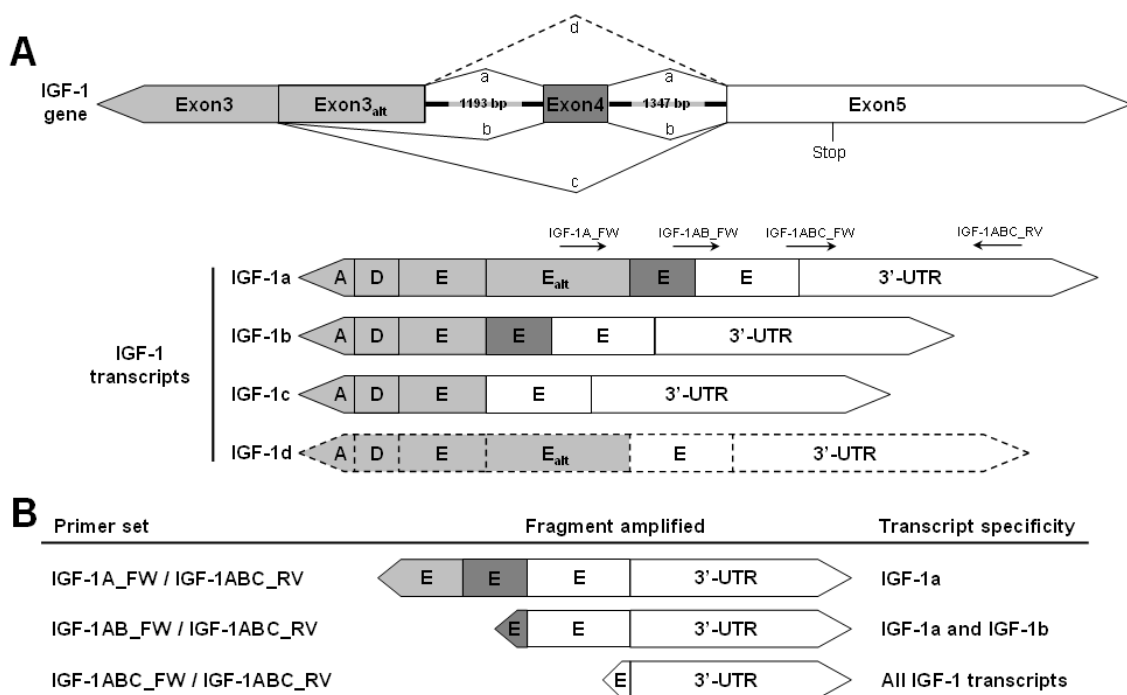 A
d
IGF-1 gene
Exon3
Exon3alt
a
1193 bp
b
Exon4
a
1347 bp
b
Exon5
Stop
c
IGF-1A_FW
IGF-1AB_FW
IGF-1ABC_FW
IGF-1ABC_RV
IGF-1 transcripts
IGF-1a A D E Ealt E E 3'-UTR
IGF-1b A D E E E 3'-UTR
IGF-1c A D E E 3'-UTR
IGF-1d A D E Ealt E 3'-UTR
B
Primer set Fragment amplified Transcript specificity
IGF-1A_FW / IGF-1ABC_RV E E E 3'-UTR IGF-1a
IGF-1AB_FW / IGF-1ABC_RV E E 3'-UTR IGF-1a and IGF-1b
IGF-1ABC_FW / IGF-1ABC_RV E 3'-UTR All IGF-1 transcripts